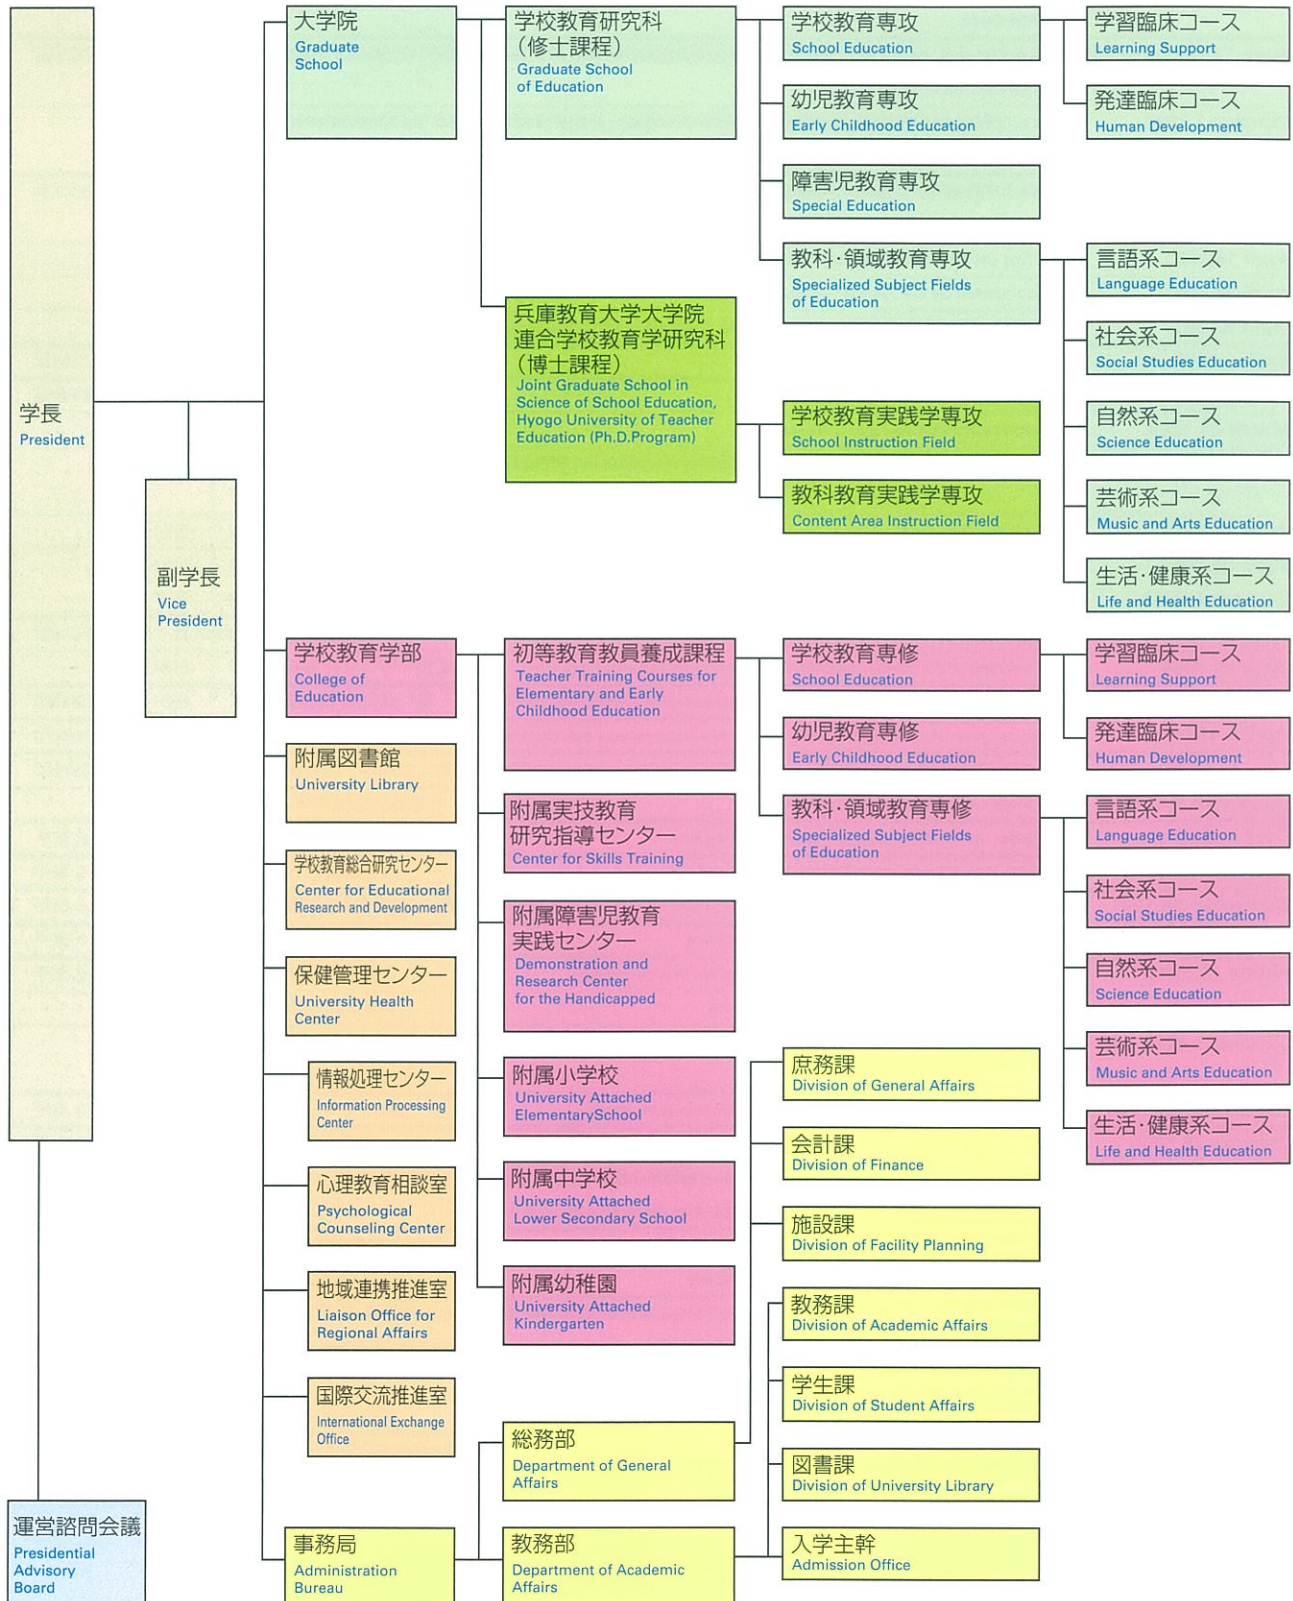 学長
President
副学長
Vice
President
運営諮問会議
Presidential
Advisory
Board
大学院
Graduate
School
学校教育研究科
(修士課程)
Graduate School
of Education
学校教育専攻
School Education
学習臨床コース
Learning Support
発達臨床コース
Human Development
幼児教育専攻
Early Childhood Education
障害児教育専攻
Special Education
教科・領域教育専攻
Specialized Subject Fields
of Education
言語系コース
Language Education
社会系コース
Social Studies Education
自然系コース
Science Education
芸術系コース
Music and Arts Education
生活・健康系コース
Life and Health Education
兵庫教育大学大学院
連合学校教育学研究科
(博士課程)
Joint Graduate School in
Science of School Education,
Hyogo University of Teacher
Education (Ph.D.Program)
学校教育実践学専攻
School Instruction Field
教科教育実践学専攻
Content Area Instruction Field
学校教育学部
College of
Education
初等教育教員養成課程
Teacher Training Courses for
Elementary and Early
Childhood Education
学校教育専修
School Education
学習臨床コース
Learning Support
発達臨床コース
Human Development
幼児教育専修
Early Childhood Education
教科・領域教育専修
Specialized Subject Fields
of Education
言語系コース
Language Education
社会系コース
Social Studies Education
自然系コース
Science Education
芸術系コース
Music and Arts Education
生活・健康系コース
Life and Health Education
附属実技教育
研究指導センター
Center for Skills Training
附属障害児教育
実践センター
Demonstration and
Research Center
for the Handicapped
附属小学校
University Attached
ElementarySchool
附属中学校
University Attached
Lower Secondary School
附属幼稚園
University Attached
Kindergarten
附属図書館
University Library
学校教育総合研究センター
Center for Educational
Research and Development
保健管理センター
University Health
Center
情報処理センター
Information Processing
Center
心理教育相談室
Psychological
Counseling Center
地域連携推進室
Liaison Office for
Regional Affairs
国際交流推進室
International Exchange
Office
事務局
Administration
Bureau
総務部
Department of General
Affairs
庶務課
Division of General Affairs
会計課
Division of Finance
施設課
Division of Facility Planning
教務部
Department of Academic
Affairs
教務課
Division of Academic Affairs
学生課
Division of Student Affairs
図書課
Division of University Library
入学主幹
Admission Office